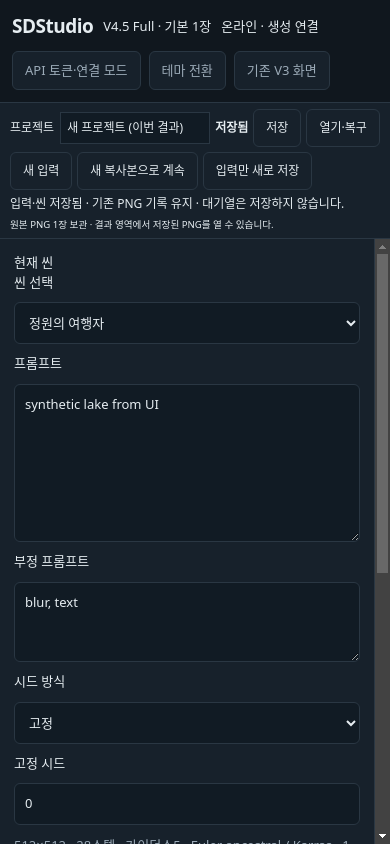 SDStudio V4.5 Full · 기본 1장 온라인 · 생성 연결
API 토큰·연결 모드 테마 전환 기존 V3 화면
프로젝트 새 프로젝트 (이번 결과) 저장됨 저장 열기·복구
새 입력 새 복사본으로 계속 입력만 새로 저장
입력·씬 저장됨 · 기존 PNG 기록 유지 · 대기열은 저장하지 않습니다.
원본 PNG 1장 보관 · 결과 영역에서 저장된 PNG를 열 수 있습니다.
현재 씬
씬 선택
정원의 여행자
프롬프트
synthetic lake from UI
부정 프롬프트
blur, text
시드 방식
고정
고정 시드
0